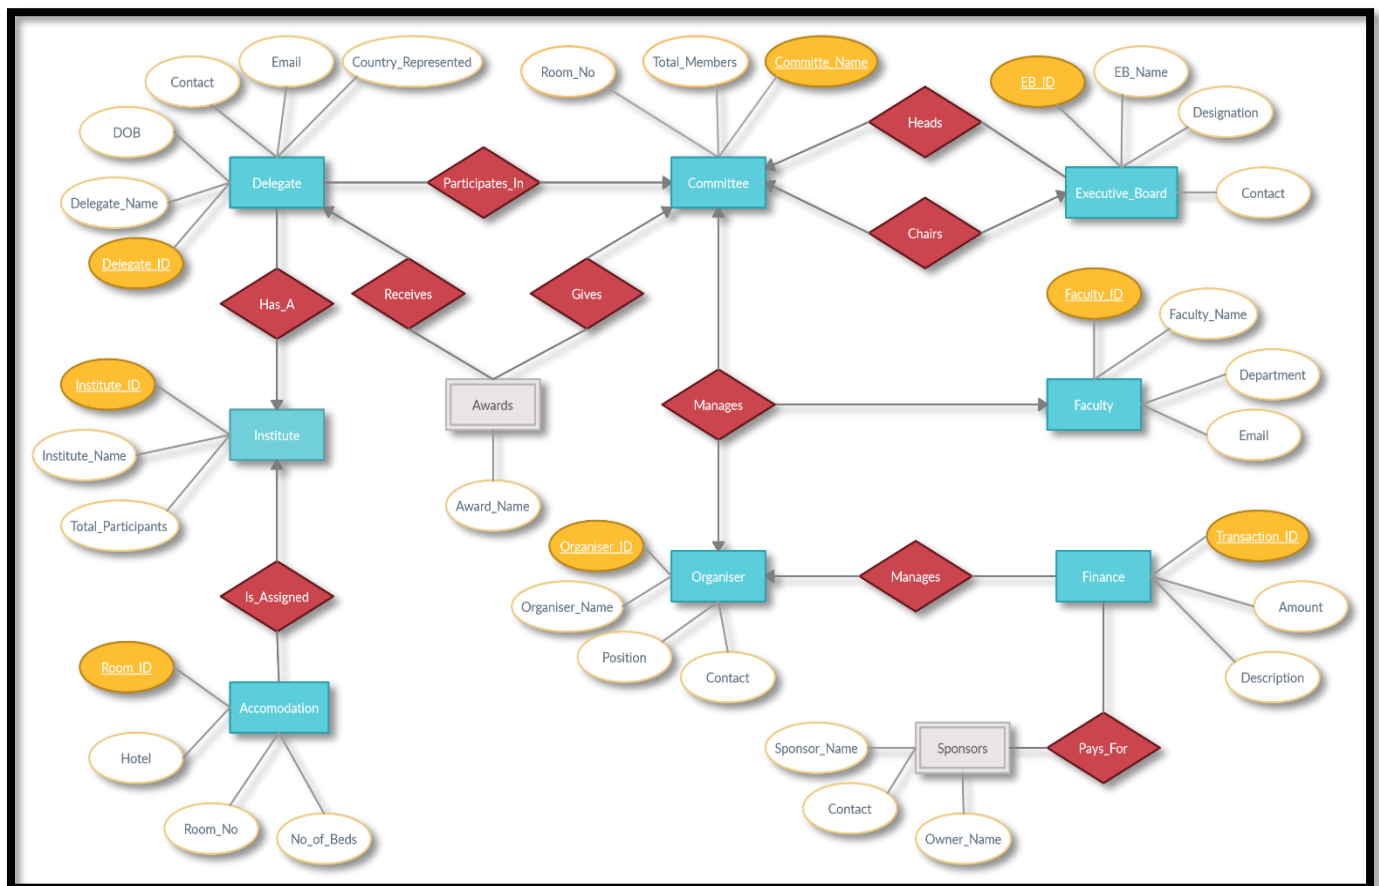 Email
Country_Represented
Contact
DOB
Delegate_Name
Delegate_ID
Delegate
Participates_In
Room_No
Total_Members
Committe_Name
Committee
Heads
Chairs
EB_ID
EB_Name
Designation
Contact
Executive_Board
Has_A
Receives
Gives
Awards
Award_Name
Manages
Faculty_ID
Faculty_Name
Department
Email
Faculty
Institute_ID
Institute_Name
Total_Participants
Institute
Is_Assigned
Room_ID
Hotel
Room_No
No_of_Beds
Accomodation
Organiser_ID
Organiser_Name
Position
Contact
Organiser
Manages
Finance
Transaction_ID
Amount
Description
Pays_For
Sponsors
Sponsor_Name
Contact
Owner_Name